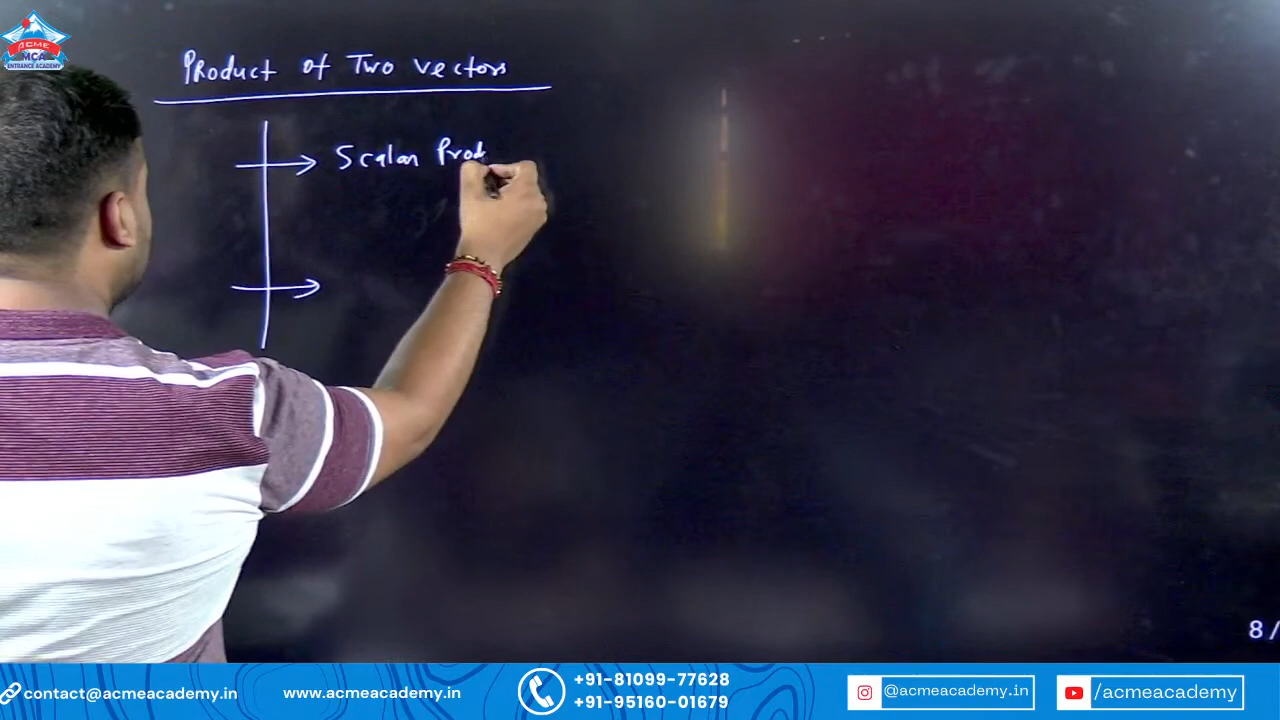 ACME
MCA
ENTRANCE ACADEMY
Product of Two Vectors
Scalar Prod
8/
contact@acmeacademy.in
www.acmeacademy.in
+91-81099-77628
+91-95160-01679
@acmeacademy.in
/acmeacademy